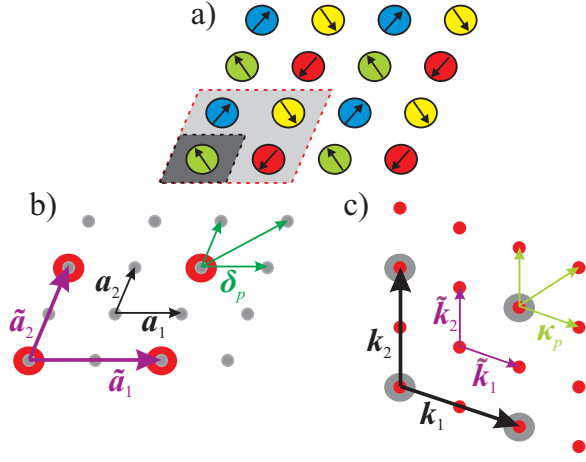 a)
b)
c)
δₚ
a₂
a₁
ã₂
ã₁
k₂
k₁
k̃₂
k̃₁
κₚ